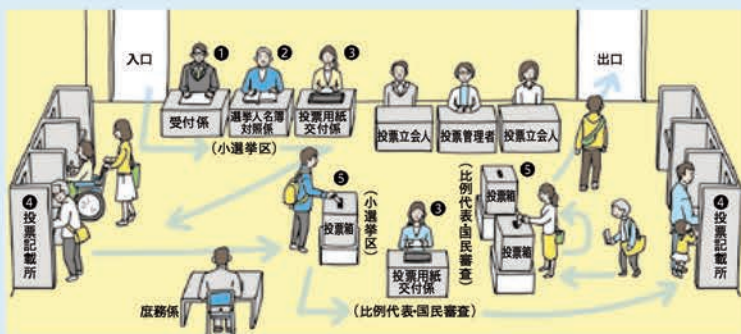 入口
❶
受付係
❷
選挙人名簿
対照係
❸
投票用紙
交付係
(小選挙区)
投票立会人
投票管理者
投票立会人
出口
❹投票記載所
❺
投票箱
(小選挙区)
❸
投票用紙
交付係
(比例代表・国民審査)
❺
投票箱
投票箱
(比例代表・国民審査)
❹投票記載所
庶務係